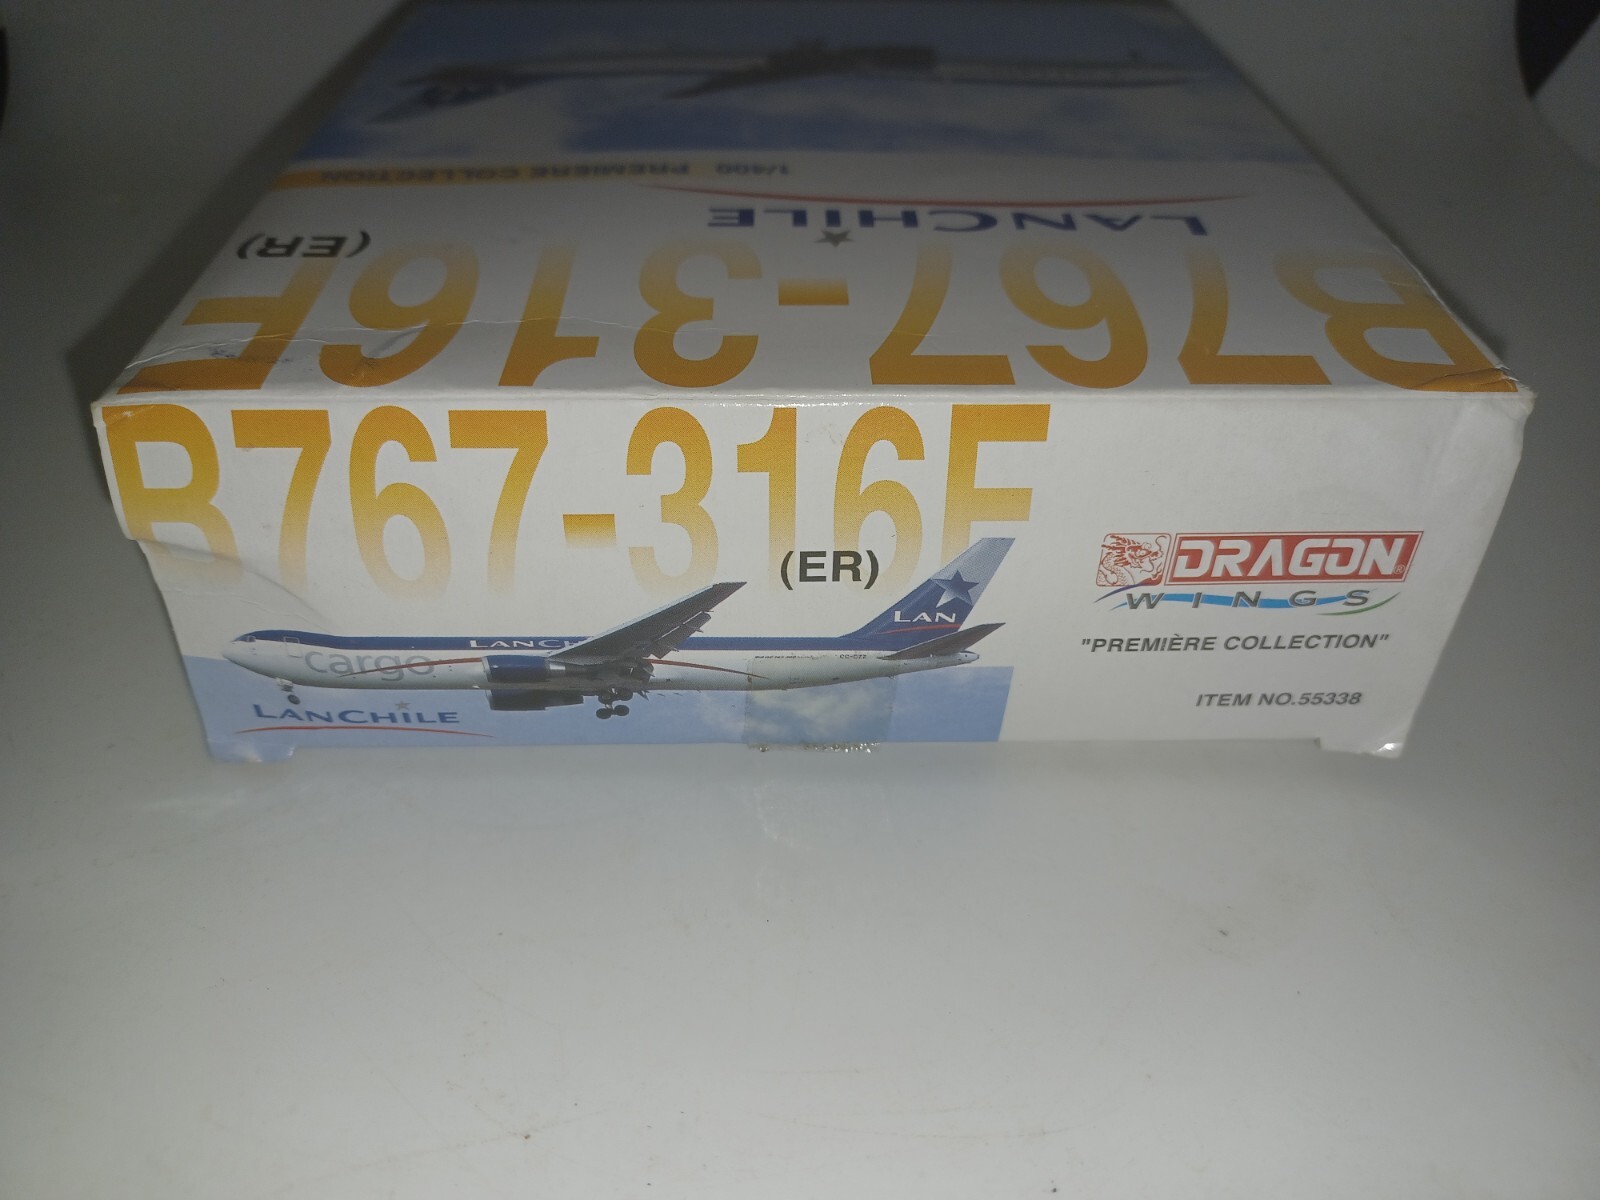 1/400 PREMIERE COLLECTION
LANCHILE
B767-316F
(ER)
B767-316F
(ER)
LAN
LANCHILE
cargo
LANCHILE
DRAGON
WINGS
"PREMIÈRE COLLECTION"
ITEM NO.55338